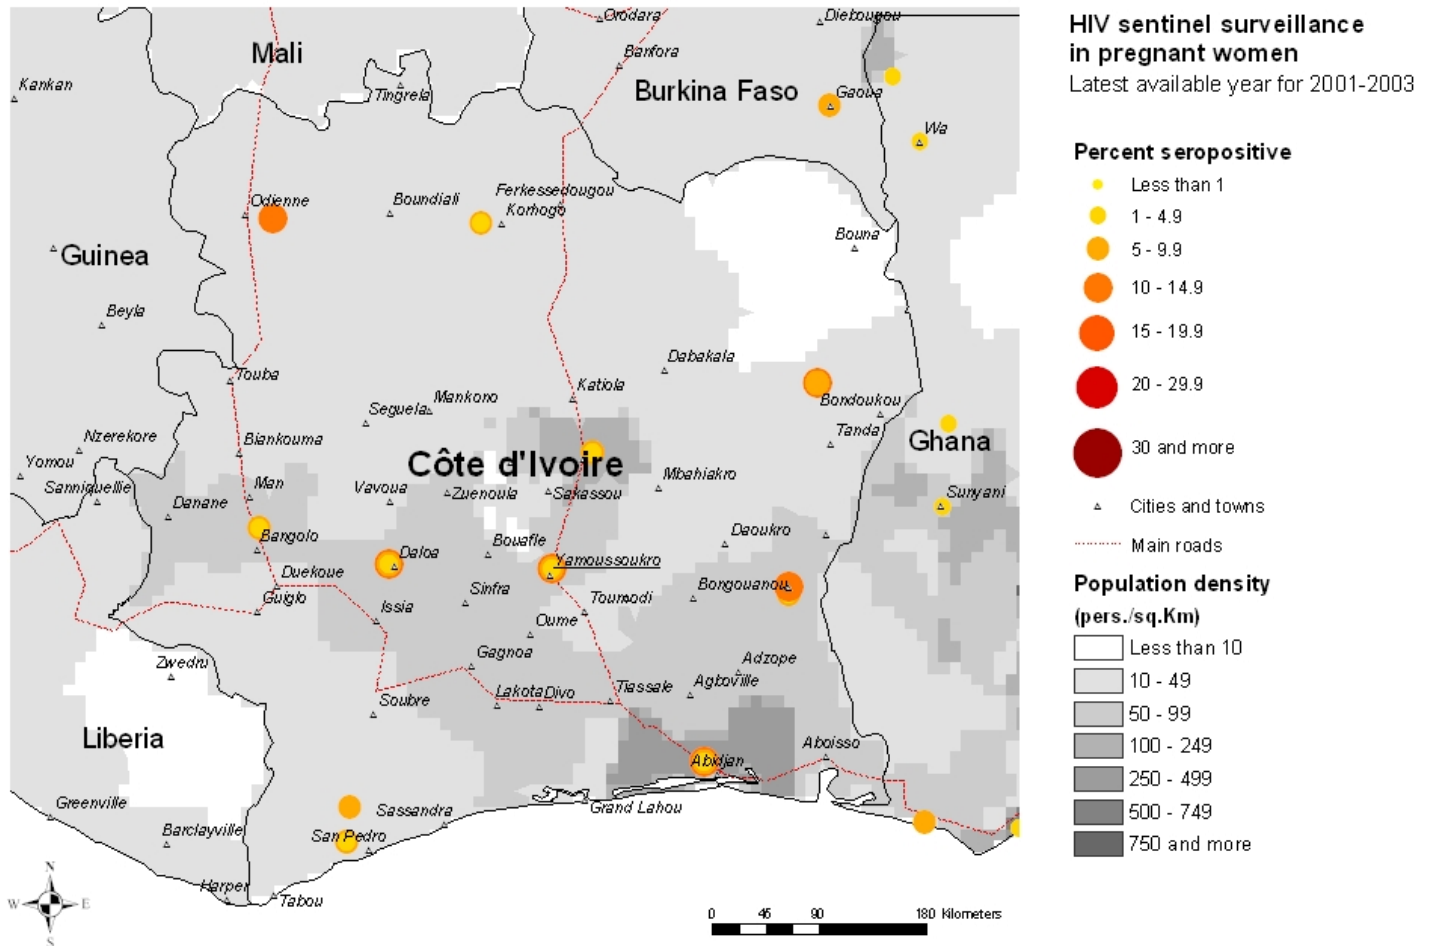 Orodara
Diebougou
Mali
Banfora
Kankan
Tingrela
Burkina Faso
Gaoua
Wa
Odienne
Boundiali
Ferkessedougou
Korhogo
Guinea
Bouna
Beyla
Dabakala
Touba
Katiola
Mankono
Seguela
Bondoukou
Nzerekore
Biankouma
Tanda
Ghana
Yomou
Côte d'Ivoire
Sanniquellie
Man
Vavoua
Zuenoula
Sakassou
Mbahiakro
Sunyani
Danane
Bangolo
Bouafle
Daoukro
Daloa
Yamoussoukro
Duekoue
Sinfra
Bongouanou
Guiglo
Issia
Toumodi
Oume
Gagnoa
Zwedru
Adzope
Agboville
Lakota
Divo
Tiassale
Soubre
Liberia
Aboisso
Abidjan
Greenville
Sassandra
Grand Lahou
Barclayville
San Pedro
Harper
Tabou
N
W
E
S
0 45 90 180 Kilometers
HIV sentinel surveillance
in pregnant women
Latest available year for 2001-2003
Percent seropositive
Less than 1
1 - 4.9
5 - 9.9
10 - 14.9
15 - 19.9
20 - 29.9
30 and more
Cities and towns
Main roads
Population density
(pers./sq.Km)
Less than 10
10 - 49
50 - 99
100 - 249
250 - 499
500 - 749
750 and more